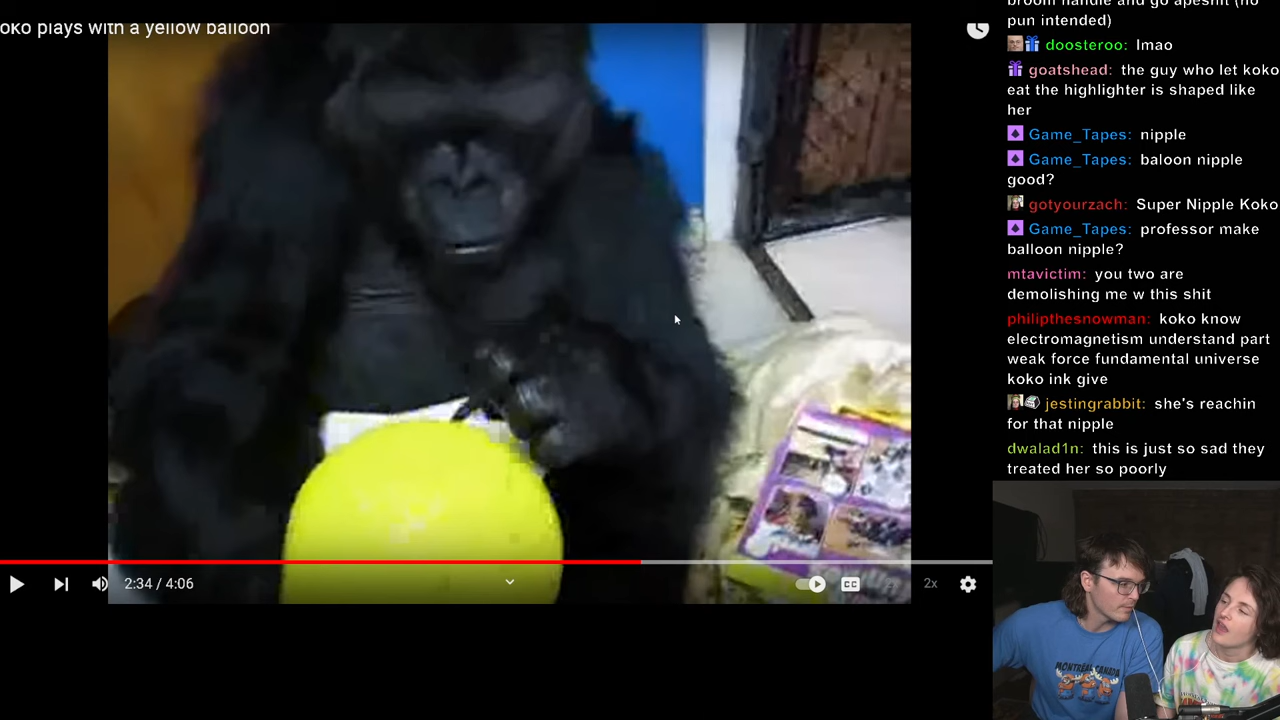 oko plays with a yellow balloon
2:34 / 4:06
CC
2x
broom handle and go apeshit (no
pun intended)
doosteroo: lmao
goatshead: the guy who let koko
eat the highlighter is shaped like
her
Game_Tapes: nipple
Game_Tapes: baloon nipple
good?
gotyourzach: Super Nipple Koko
Game_Tapes: professor make
balloon nipple?
mtavictim: you two are
demolishing me w this shit
philipthesnowman: koko know
electromagnetism understand part
weak force fundamental universe
koko ink give
jestingrabbit: she's reachin
for that nipple
dwalad1n: this is just so sad they
treated her so poorly
MONTRÉAL CANADA